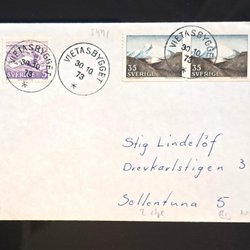 VIETASBYGGET
30.10.
73
VIETASBYGGET
30.10.
73
SVERIGE 5
35
SVERIGE
35
SVERIGE
VIETASBYGGET
30.10
73
Stig Lindelöf
Drevkarlstigen 3
Sollentuna 5